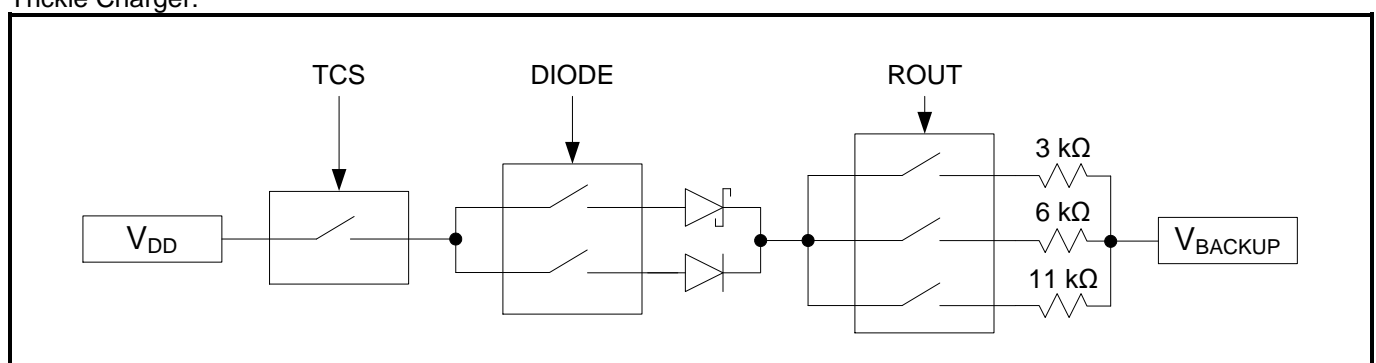 Trickle Charger.
TCS
DIODE
ROUT
3 kΩ
6 kΩ
11 kΩ
VDD
VBACKUP